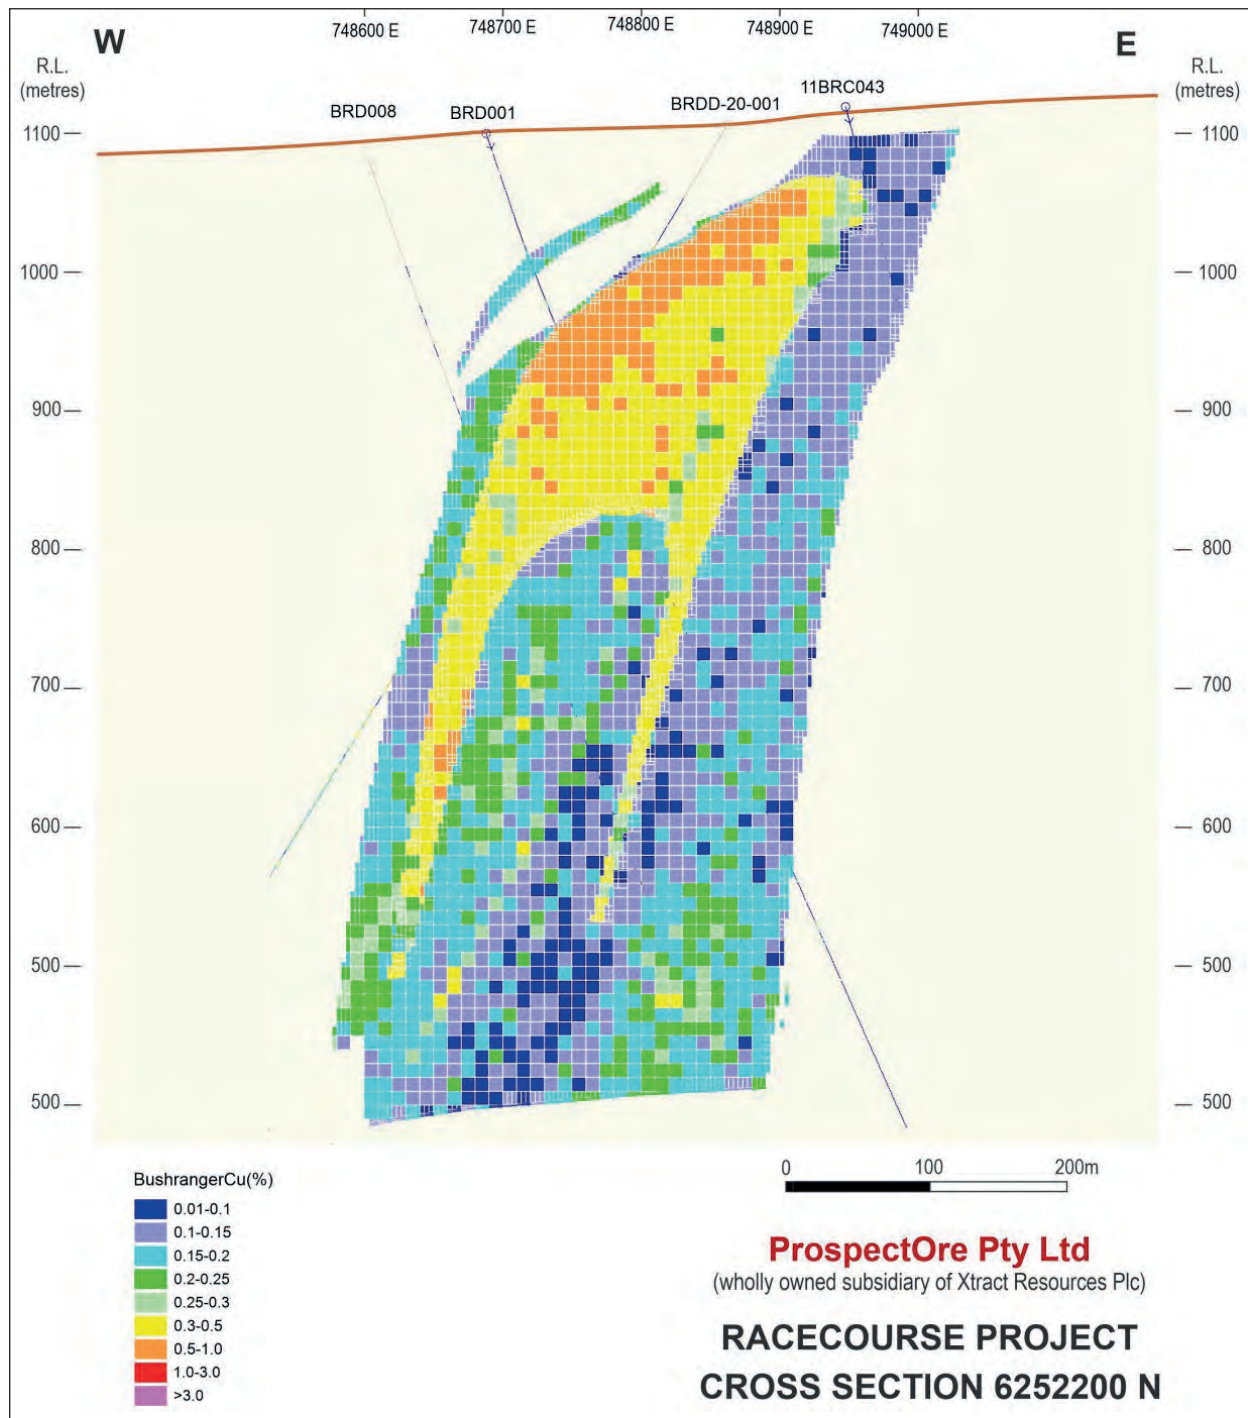 748600 E 748700 E 748800 E 748900 E 749000 E
W E
R.L. R.L.
(metres) (metres)
BRD008 BRD001 BRDD-20-001 11BRC043
1100 1100
1000 1000
900 900
800 800
700 700
600 600
500 500
500 500
BushrangerCu(%)
0.01-0.1
0.1-0.15
0.15-0.2
0.2-0.25
0.25-0.3
0.3-0.5
0.5-1.0
1.0-3.0
>3.0
0 100 200m
ProspectOre Pty Ltd
(wholly owned subsidiary of Xtract Resources Plc)
RACECOURSE PROJECT
CROSS SECTION 6252200 N